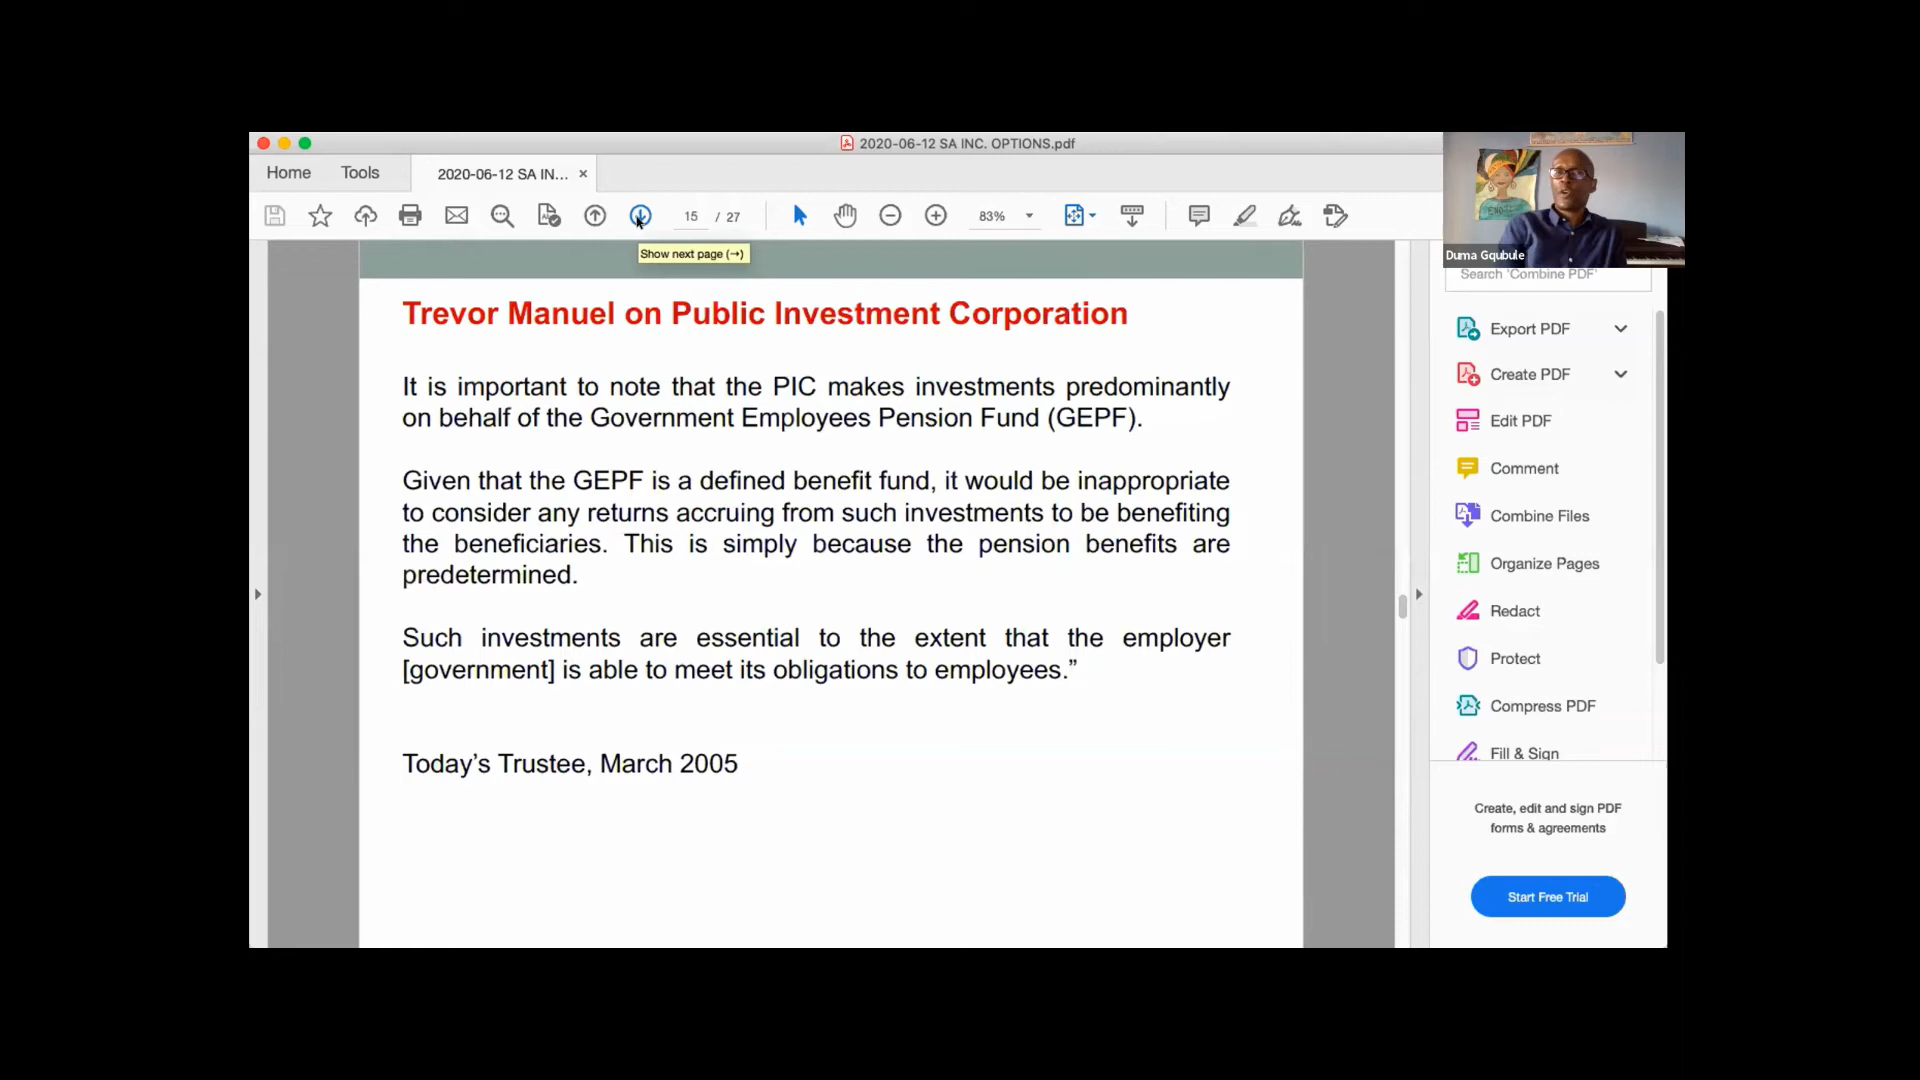 2020-06-12 SA INC. OPTIONS.pdf
Home
Tools
2020-06-12 SA IN...
15 / 27
83%
Show next page (→)
Duma Gqubule
Search 'Combine PDF'
Trevor Manuel on Public Investment Corporation
It is important to note that the PIC makes investments predominantly
on behalf of the Government Employees Pension Fund (GEPF).
Given that the GEPF is a defined benefit fund, it would be inappropriate
to consider any returns accruing from such investments to be benefiting
the beneficiaries. This is simply because the pension benefits are
predetermined.
Such investments are essential to the extent that the employer
[government] is able to meet its obligations to employees.”
Today’s Trustee, March 2005
Export PDF
Create PDF
Edit PDF
Comment
Combine Files
Organize Pages
Redact
Protect
Compress PDF
Fill & Sign
Create, edit and sign PDF
forms & agreements
Start Free Trial